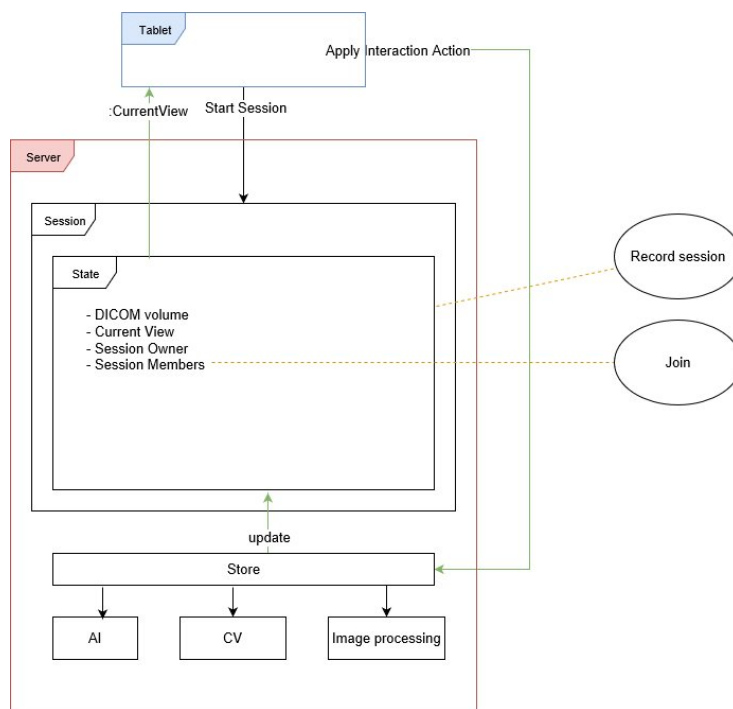 Tablet
Apply Interaction Action
:CurrentView
Start Session
Server
Session
State
Record session
- DICOM volume
- Current View
- Session Owner
- Session Members
Join
update
Store
AI
CV
Image processing